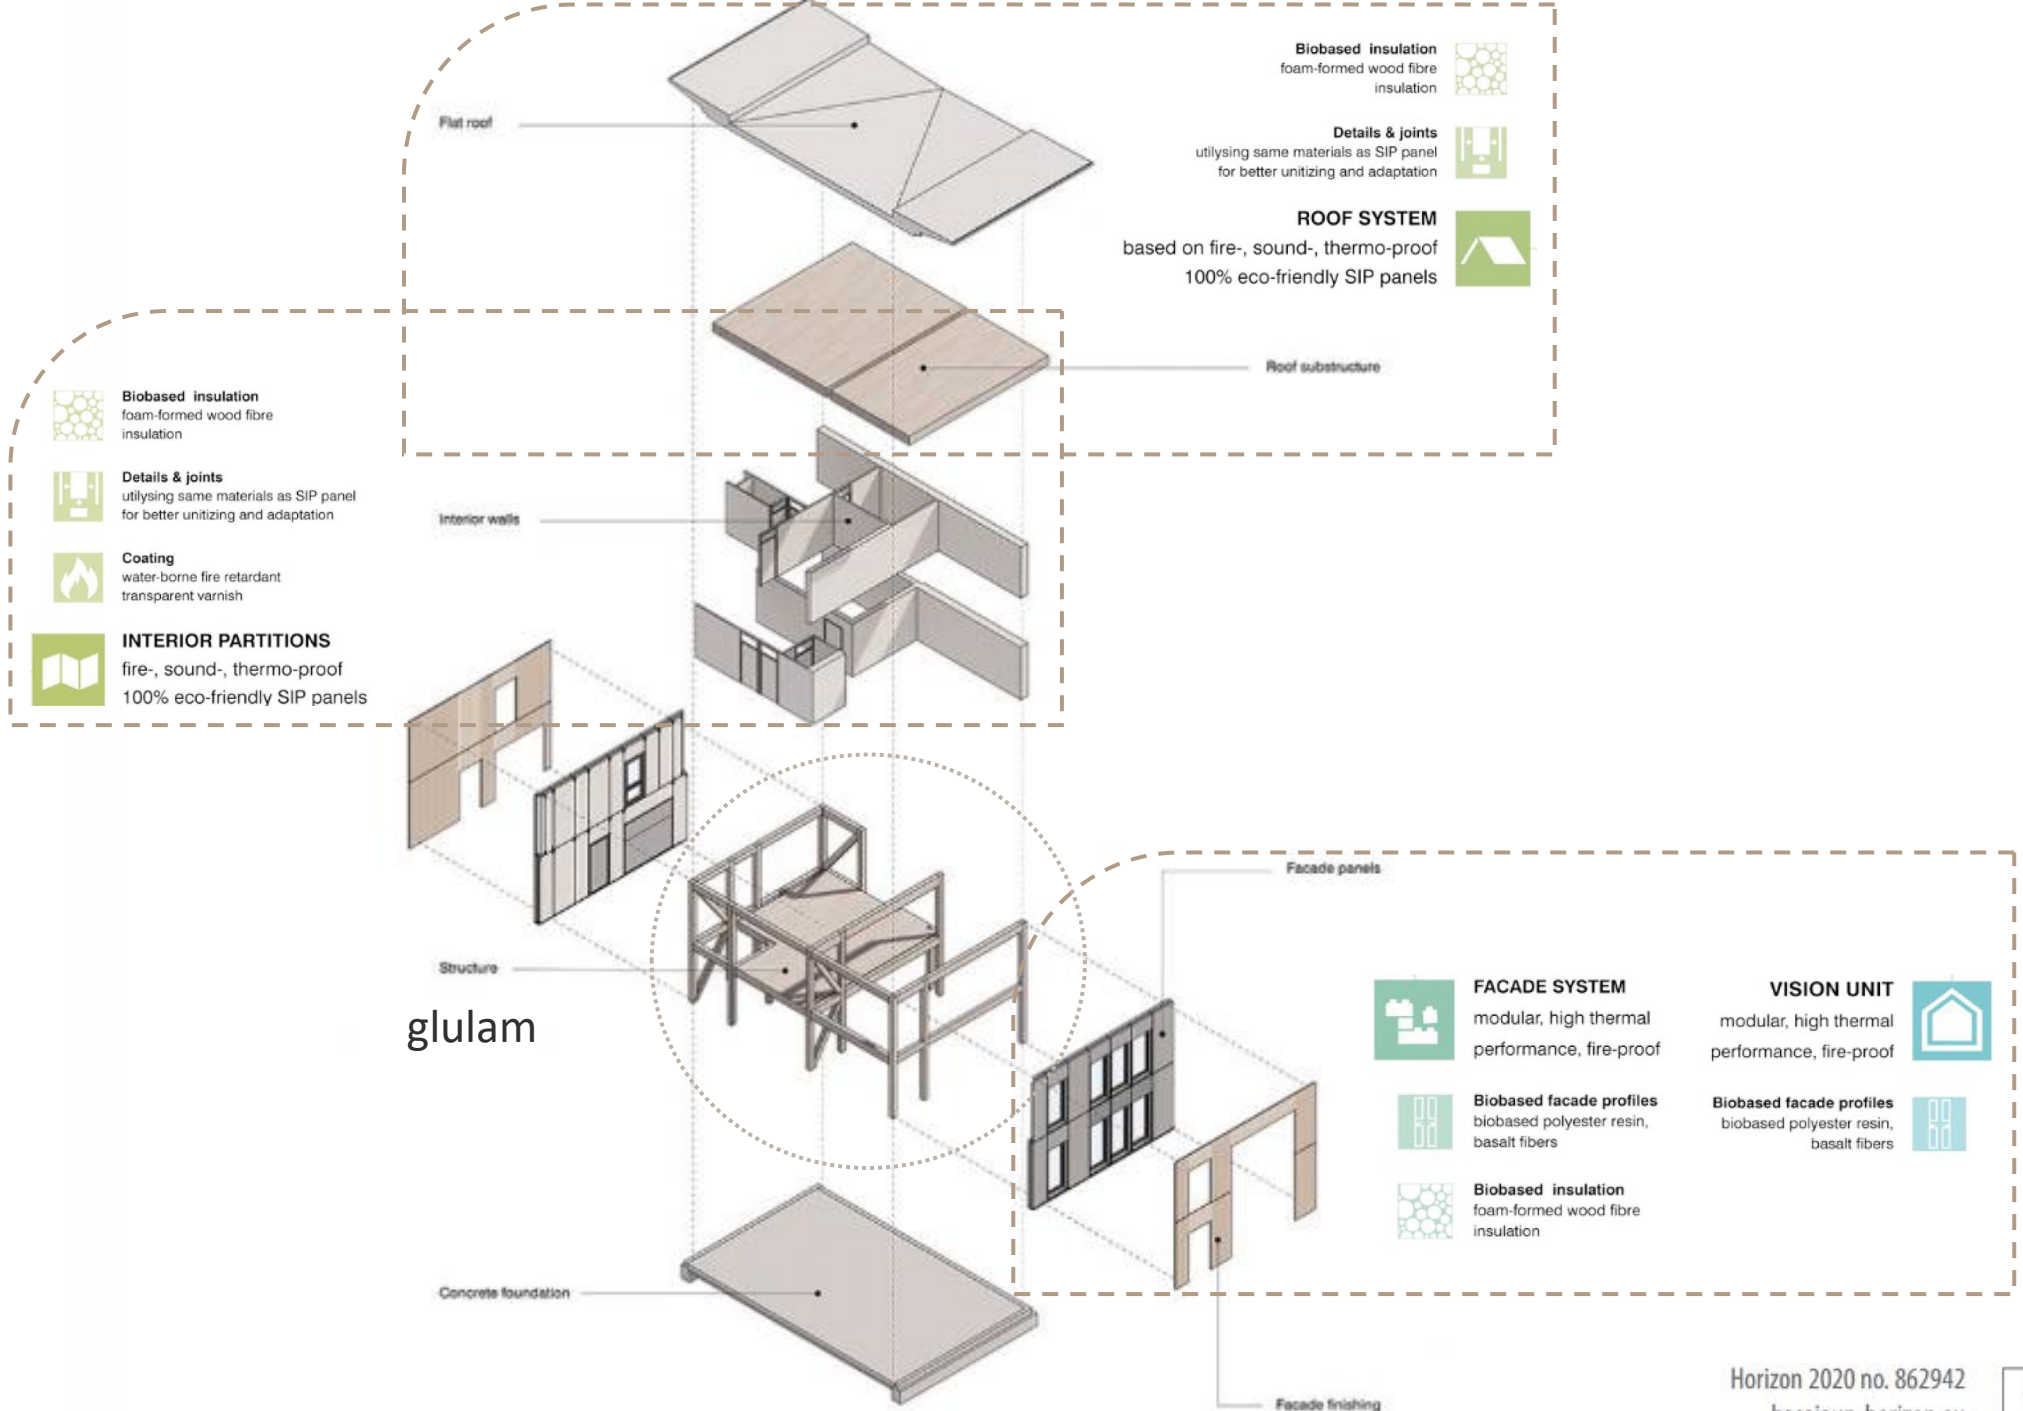 Biobased insulation
foam-formed wood fibre
insulation
Flat roof
Details & joints
utilysing same materials as SIP panel
for better unitizing and adaptation
ROOF SYSTEM
based on fire-, sound-, thermo-proof
100% eco-friendly SIP panels
Roof substructure
Biobased insulation
foam-formed wood fibre
insulation
Details & joints
utilysing same materials as SIP panel
for better unitizing and adaptation
Interior walls
Coating
water-borne fire retardant
transparent varnish
INTERIOR PARTITIONS
fire-, sound-, thermo-proof
100% eco-friendly SIP panels
Facade panels
Structure
glulam
FACADE SYSTEM
modular, high thermal
performance, fire-proof
Biobased facade profiles
biobased polyester resin,
basalt fibers
Biobased insulation
foam-formed wood fibre
insulation
VISION UNIT
modular, high thermal
performance, fire-proof
Biobased facade profiles
biobased polyester resin,
basalt fibers
Concrete foundation
Facade finishing
Horizon 2020 no. 862942